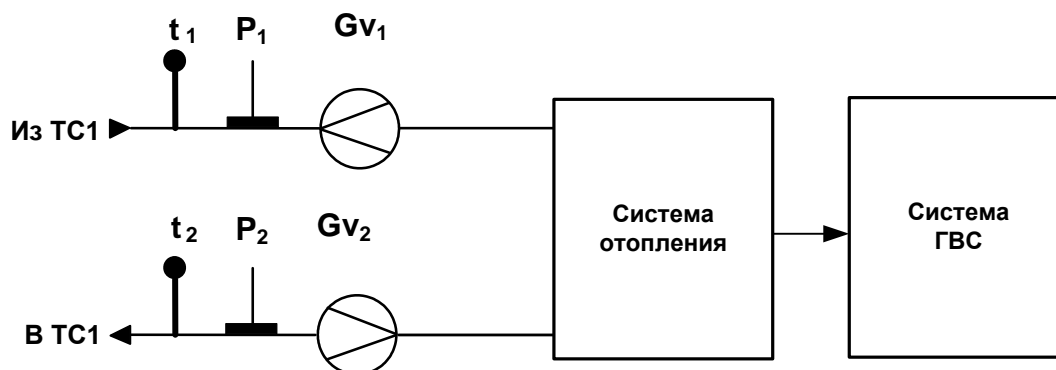 t 1 P1 Gv1
Из ТС1
t 2 P2 Gv2
В ТС1
Система
отопления
Система
ГВС